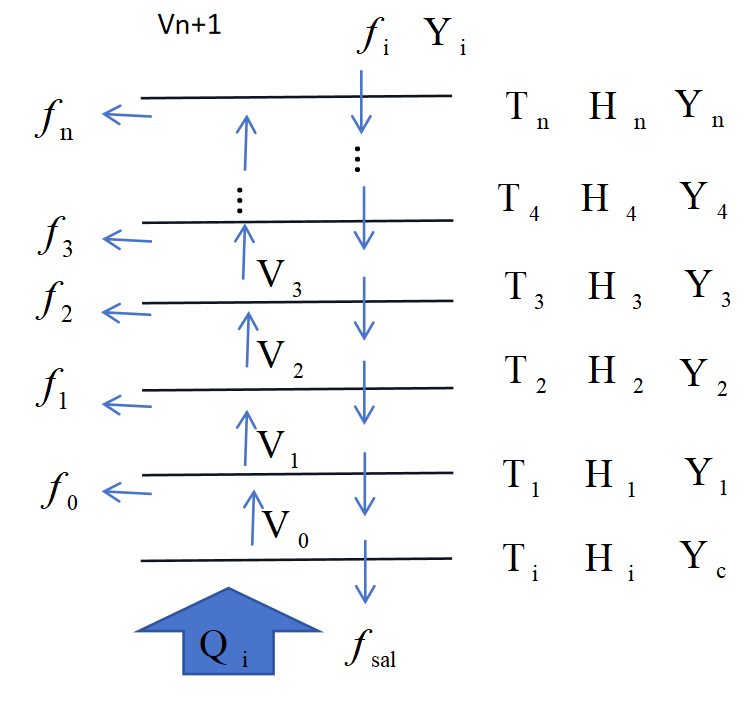 Vn+1
f i Y i
f n T n H n Y n
T 4 H 4 Y 4
f 3
V 3 T 3 H 3 Y 3
f 2
V 2 T 2 H 2 Y 2
f 1
V 1 T 1 H 1 Y 1
f 0
V 0 T i H i Y c
Q i f sal